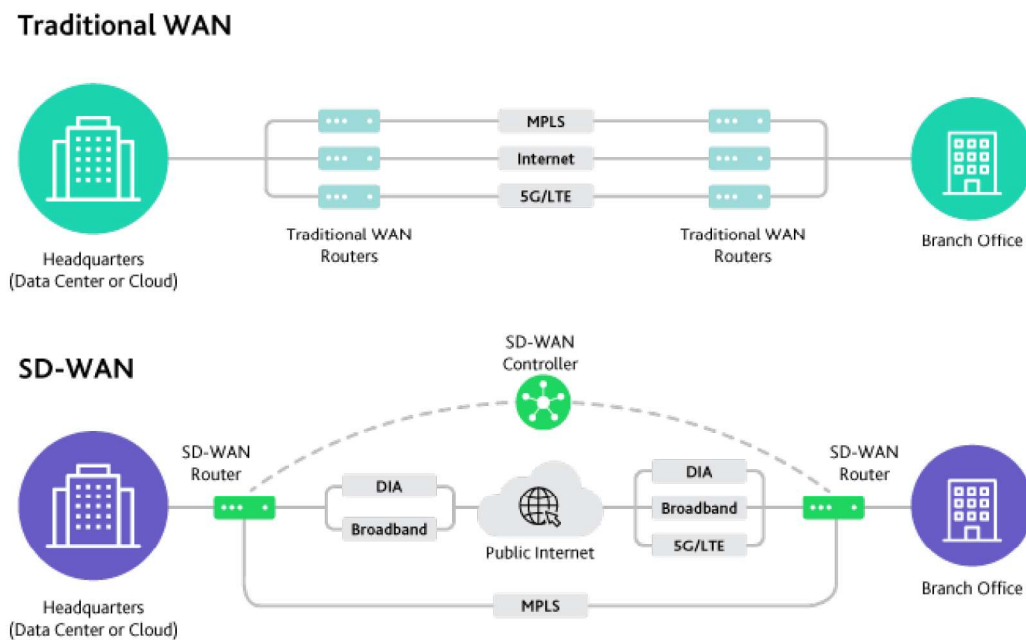 Traditional WAN
MPLS
Internet
5G/LTE
Traditional WAN
Routers
Traditional WAN
Routers
Headquarters
(Data Center or Cloud)
Branch Office
SD-WAN
SD-WAN
Controller
SD-WAN
Router
SD-WAN
Router
DIA
Broadband
Public Internet
DIA
Broadband
5G/LTE
MPLS
Headquarters
(Data Center or Cloud)
Branch Office